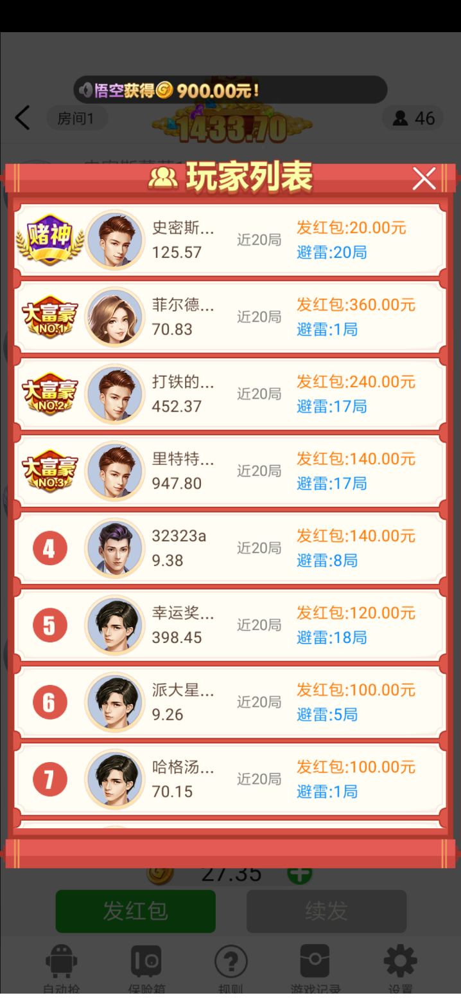 悟空获得 900.00元!
房间1
1433.70
46
玩家列表
赌神
史密斯...
125.57
近20局
发红包:20.00元
避雷:20局
大富豪
NO.1
菲尔德...
70.83
近20局
发红包:360.00元
避雷:1局
大富豪
NO.2
打铁的...
452.37
近20局
发红包:240.00元
避雷:17局
大富豪
NO.3
里特特...
947.80
近20局
发红包:140.00元
避雷:17局
4
32323a
9.38
近20局
发红包:140.00元
避雷:8局
5
幸运奖...
398.45
近20局
发红包:120.00元
避雷:18局
6
派大星...
9.26
近20局
发红包:100.00元
避雷:5局
7
哈格汤...
70.15
近20局
发红包:100.00元
避雷:1局
27.35
发红包
续发
自动抢
保险箱
规则
游戏记录
设置